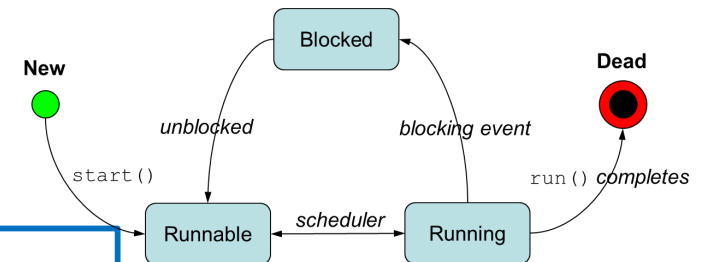 Blocked
New
Dead
unblocked
blocking event
start()
run() completes
Runnable
scheduler
Running